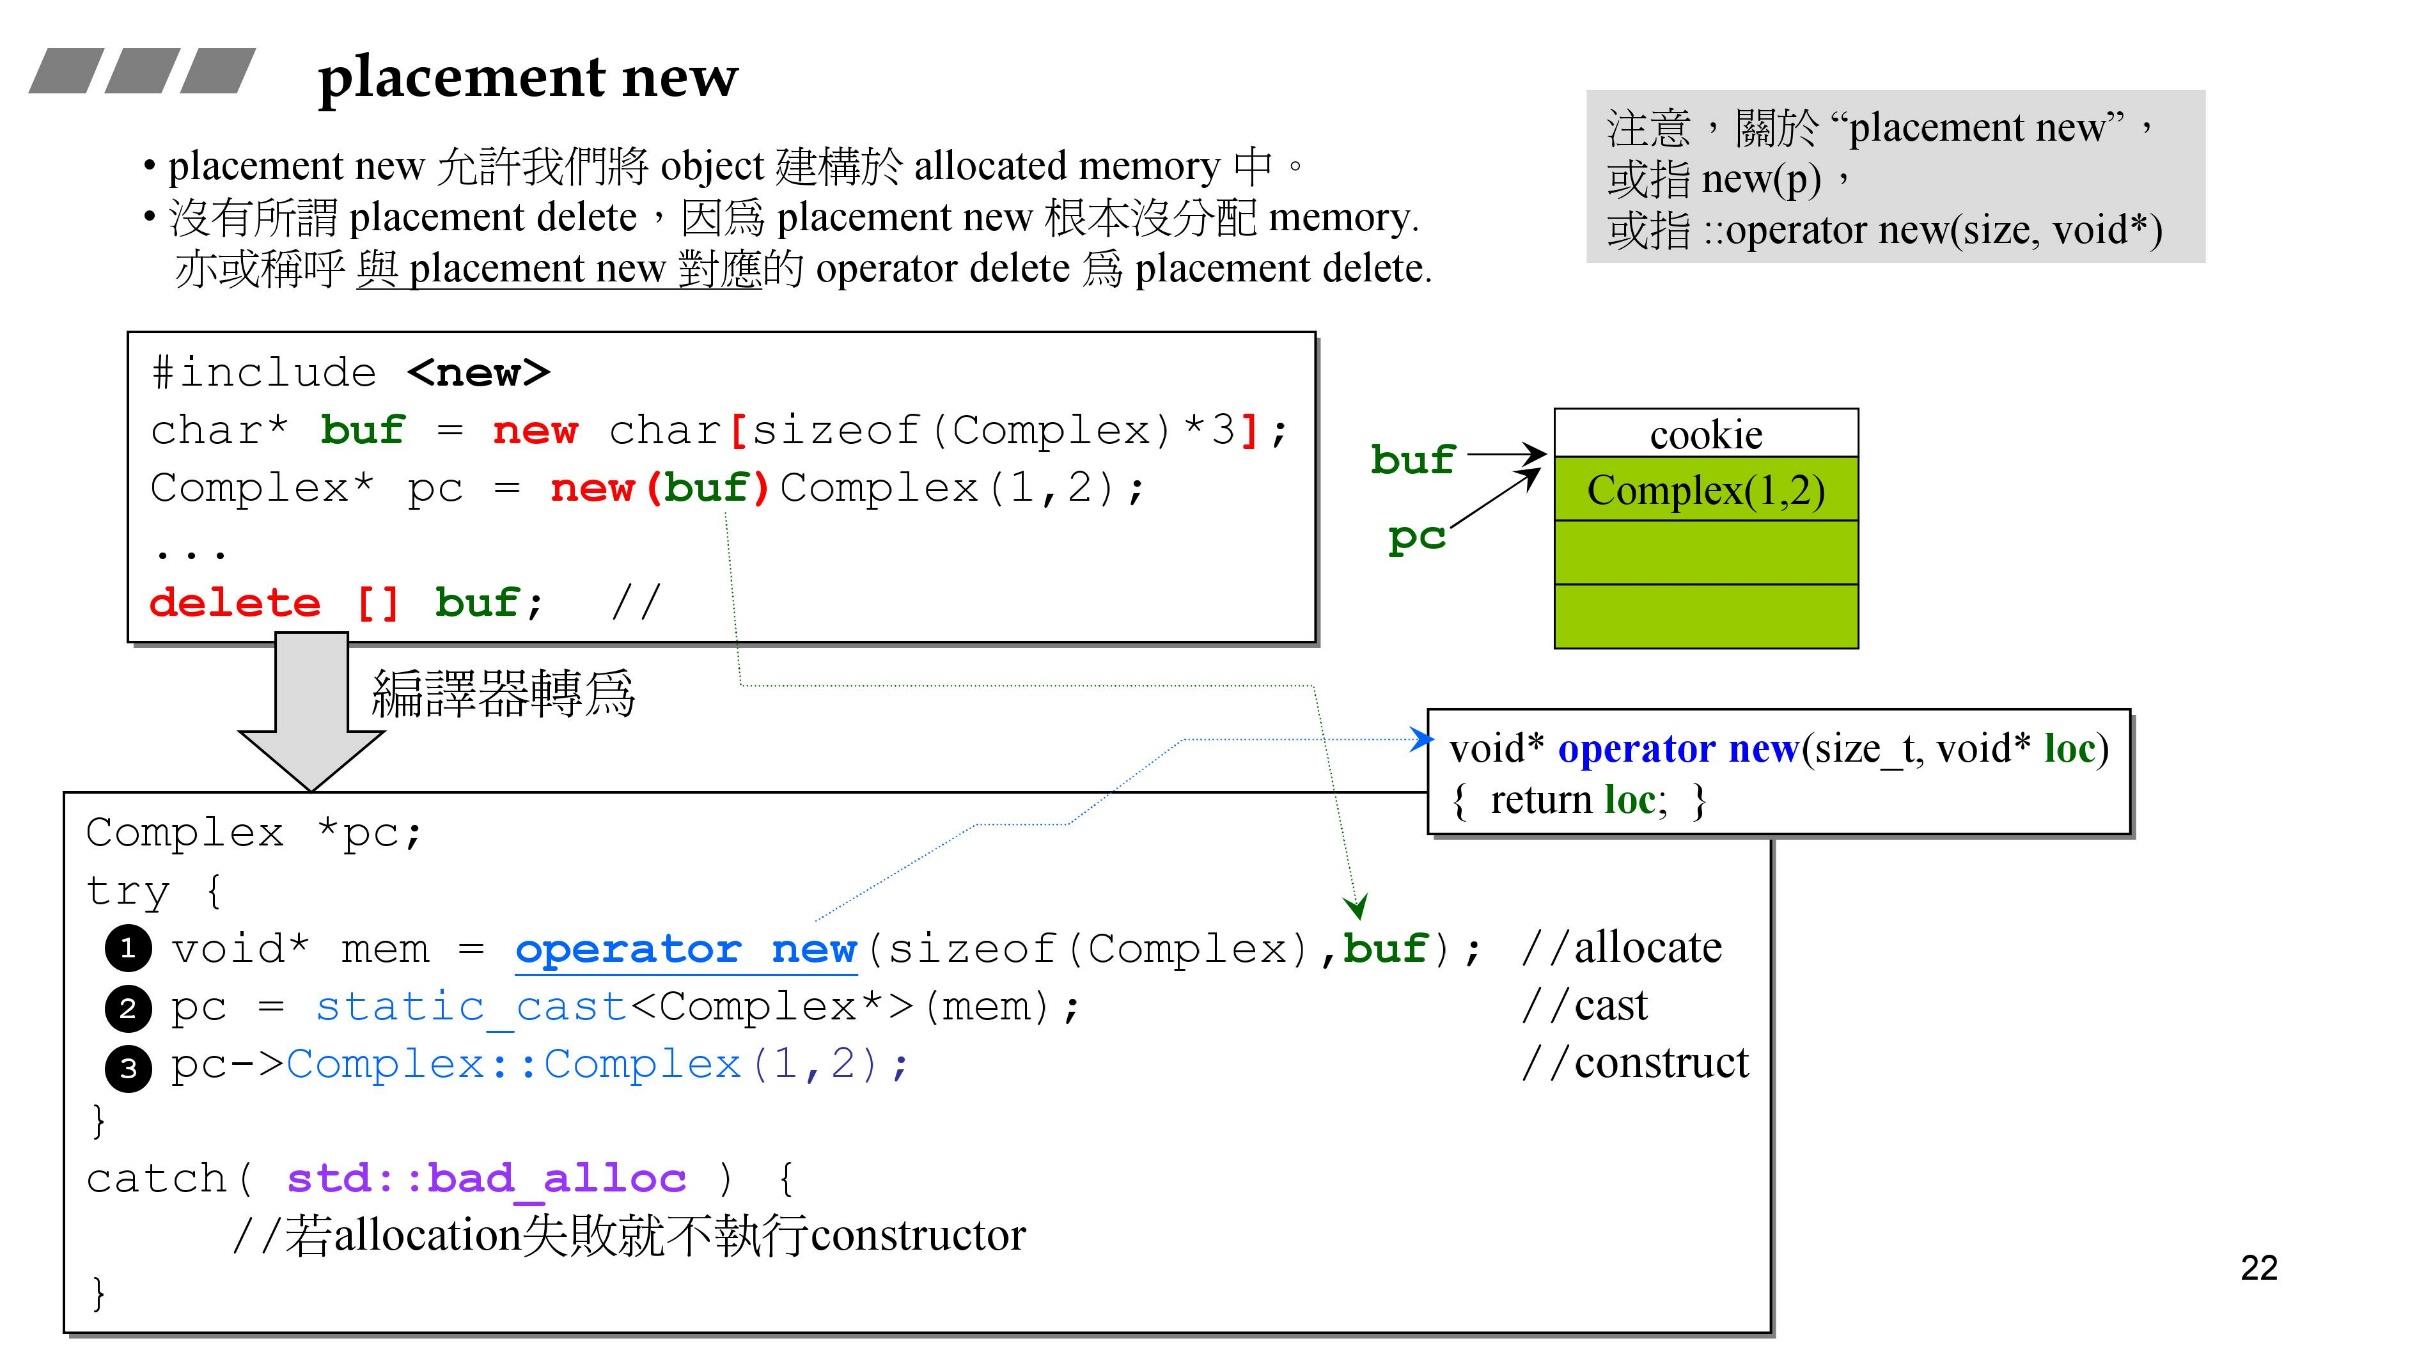 placement new
• placement new 允許我們將 object 建構於 allocated memory 中。
• 沒有所謂 placement delete，因為 placement new 根本沒分配 memory.
亦或稱呼 與 placement new 對應的 operator delete 為 placement delete.
注意，關於 “placement new”，
或指 new(p)，
或指 ::operator new(size, void*)
#include <new>
char* buf = new char[sizeof(Complex)*3];
Complex* pc = new(buf)Complex(1,2);
...
delete [] buf;   //
buf
pc
cookie
Complex(1,2)
編譯器轉為
void* operator new(size_t, void* loc)
{  return loc;  }
Complex *pc;
try {
1 void* mem = operator new(sizeof(Complex),buf); //allocate
2 pc = static_cast<Complex*>(mem); //cast
3 pc->Complex::Complex(1,2); //construct
}
catch( std::bad_alloc ) {
//若allocation失敗就不執行constructor
}
22